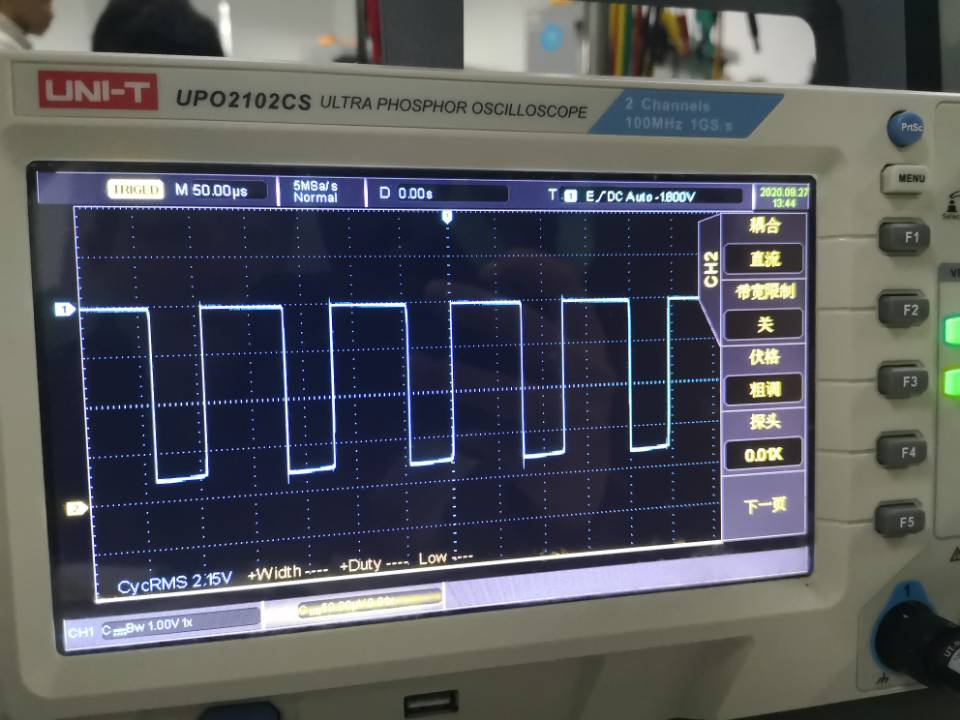 UNI-T UPO2102CS ULTRA PHOSPHOR OSCILLOSCOPE
2 Channels
100MHz 1GS.s
PrtSc
MENU
TRIGED M 50.00μs
5MSa/s
Normal
D 0.00s
T 1 E DC Auto -1.800V
2020.09.27
13:44
CH2
耦合
直流
带宽限制
关
伏格
粗调
探头
0.01X
下一页
F1
F2
F3
F4
F5
1
2
CycRMS 2.15V +Width ---- +Duty ---- Low ----
CH1 C Bw 1.00V 1x
1